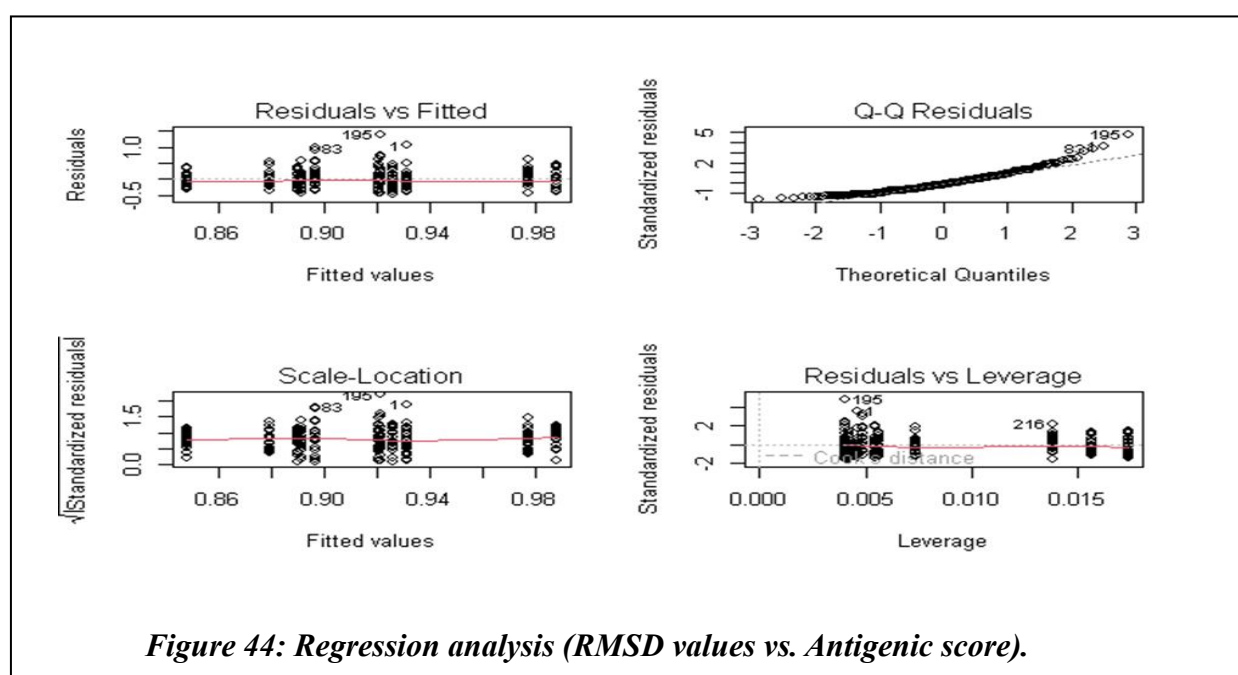 Residuals vs Fitted
Residuals
1.0
-0.5
195
83
1
0.86 0.90 0.94 0.98
Fitted values
Q-Q Residuals
Standardized residuals
5
2
-1
195
1
-3 -2 -1 0 1 2 3
Theoretical Quantiles
Scale-Location
√|Standardized residuals|
1.5
0.0
195
83
1
0.86 0.90 0.94 0.98
Fitted values
Residuals vs Leverage
Standardized residuals
2
-2
195
1
216
Cook's distance
0.000 0.005 0.010 0.015
Leverage
Figure 44: Regression analysis (RMSD values vs. Antigenic score).